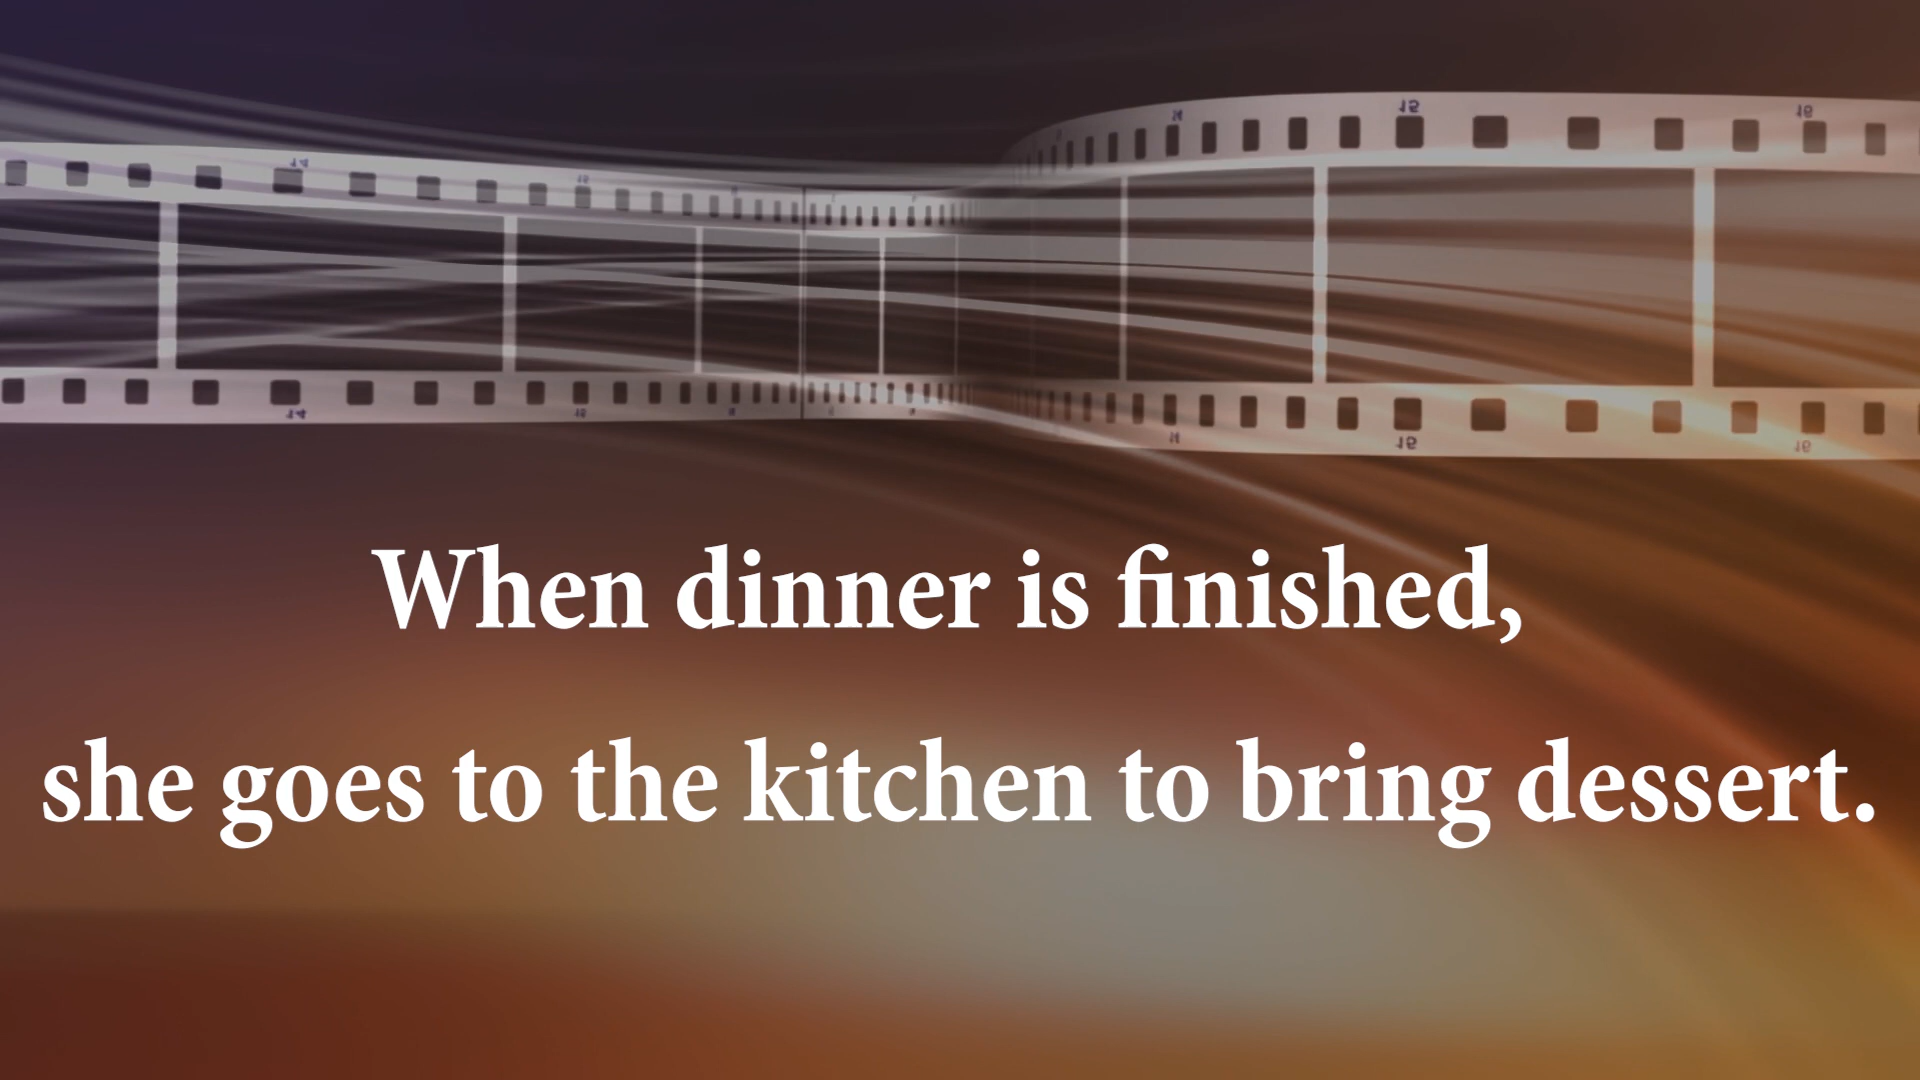 When dinner is finished,
she goes to the kitchen to bring dessert.